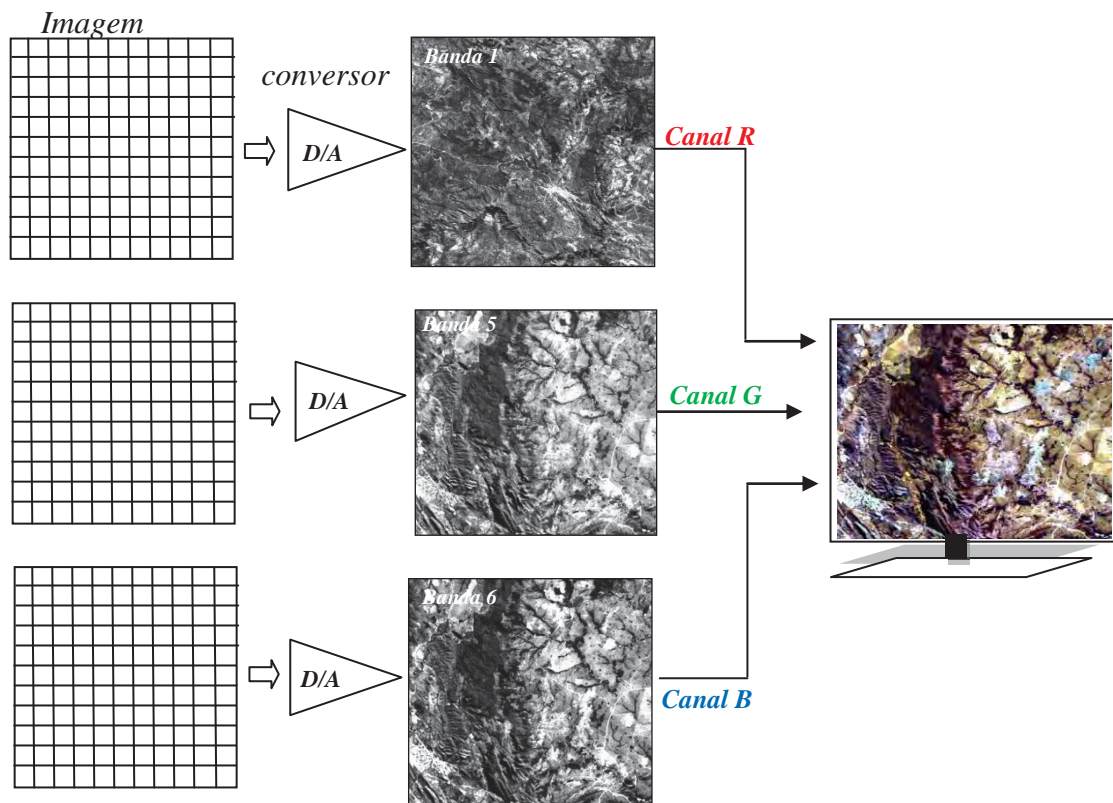 Imagem
conversor
D/A
Banda 1
Canal R
D/A
Banda 5
Canal G
D/A
Banda 6
Canal B